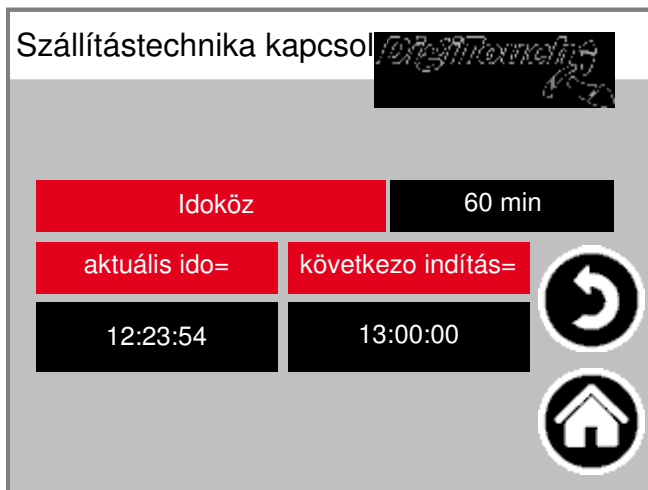 Szállítástechnika kapcsol
DigiTouch
Idoköz
60 min
aktuális ido=
következo indítás=
12:23:54
13:00:00